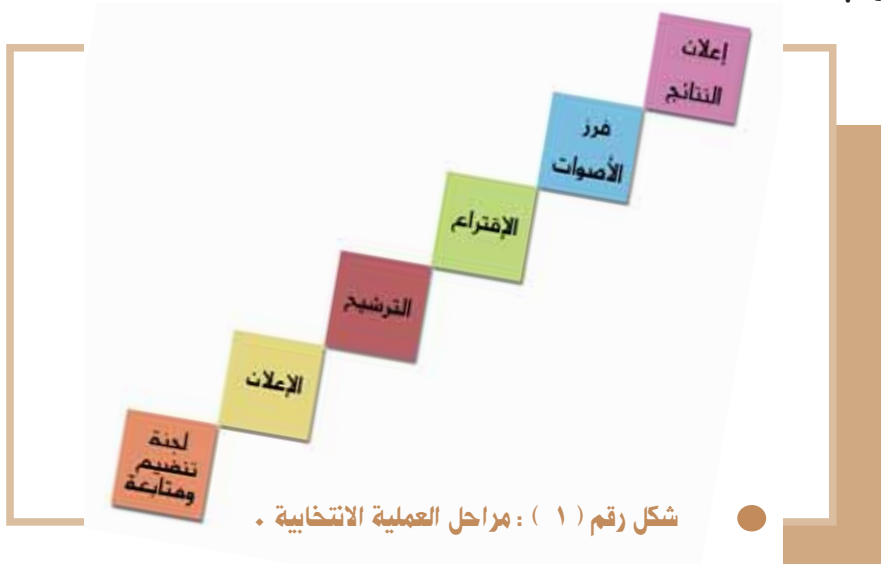 إعلان
النتائج
فرز
الأصوات
الإقتراع
الترشيح
الإعلان
لجنة
تنضيم
ومتابعة
شكل رقم ( ١ ) : مراحل العملية الانتخابية .